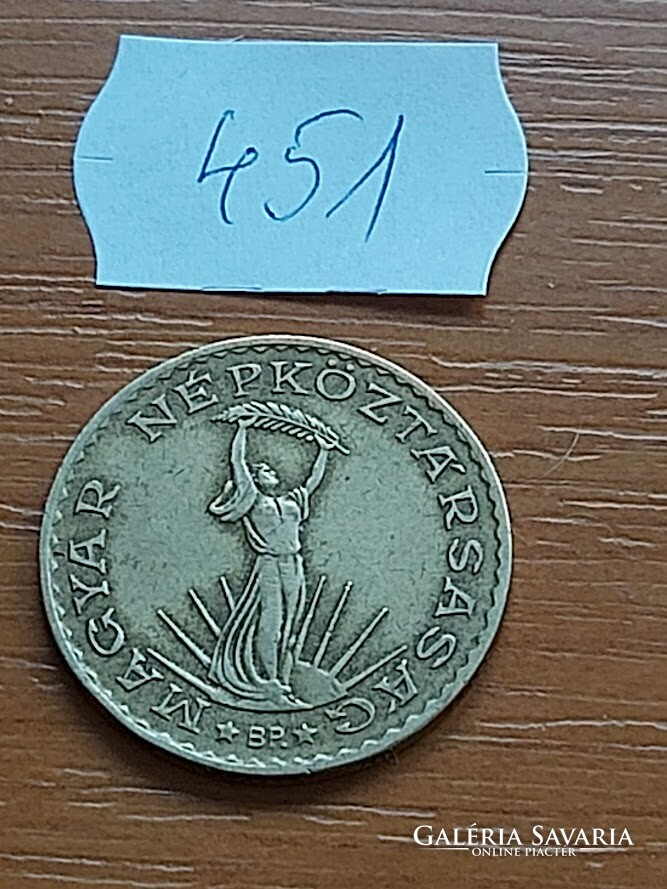 451
MAGYAR NÉPKÖZTÁRSASÁG
★ BP. ★
GALÉRIA SAVARIA
ONLINE PIACTÉR